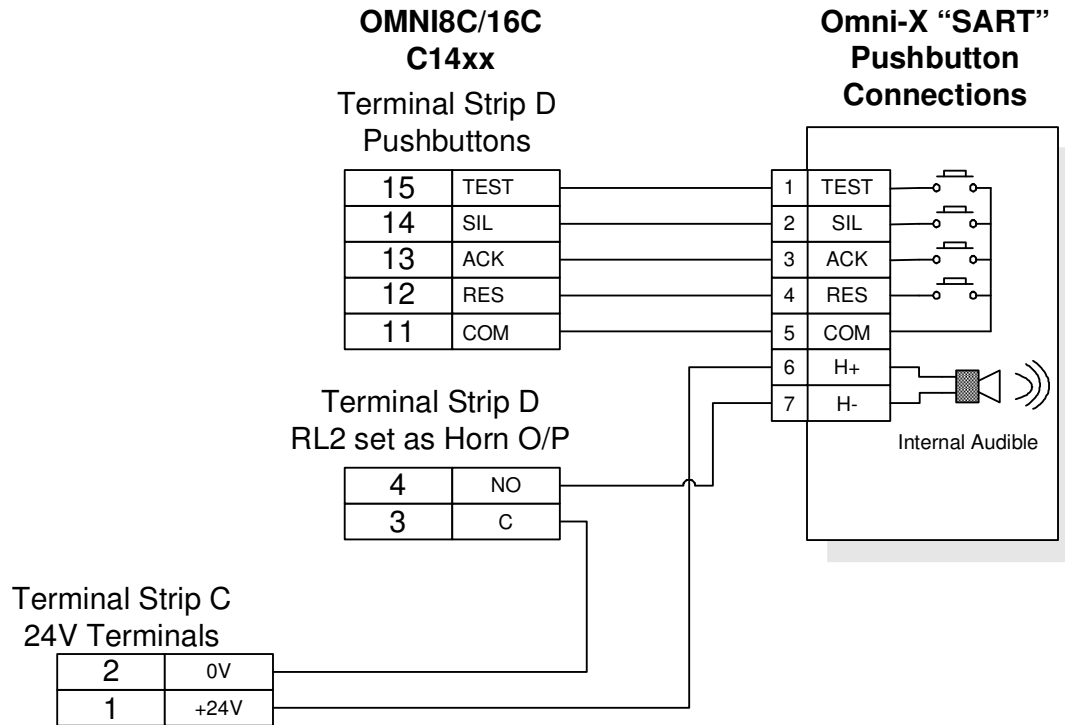 OMNI8C/16C
C14xx
Omni-X “SART”
Pushbutton
Connections
Terminal Strip D
Pushbuttons
15 TEST
14 SIL
13 ACK
12 RES
11 COM
1 TEST
2 SIL
3 ACK
4 RES
5 COM
6 H+
7 H-
Internal Audible
Terminal Strip D
RL2 set as Horn O/P
4 NO
3 C
Terminal Strip C
24V Terminals
2 0V
1 +24V